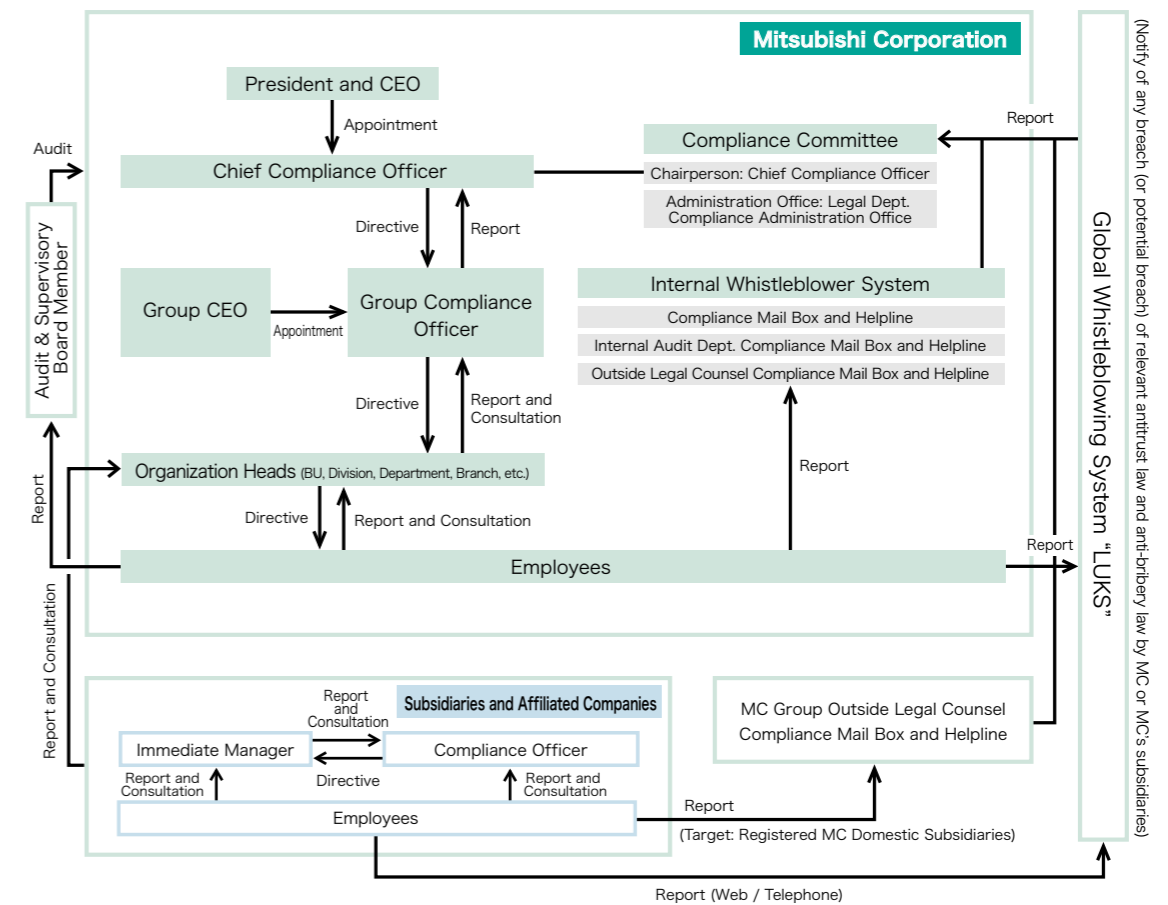 Mitsubishi Corporation
President and CEO
Appointment
Chief Compliance Officer
Compliance Committee
Chairperson: Chief Compliance Officer
Administration Office: Legal Dept.
Compliance Administration Office
Report
Audit
Audit & Supervisory
Board Member
Directive
Report
Group CEO
Appointment
Group Compliance
Officer
Internal Whistleblower System
Compliance Mail Box and Helpline
Internal Audit Dept. Compliance Mail Box and Helpline
Outside Legal Counsel Compliance Mail Box and Helpline
Directive
Report and
Consultation
Organization Heads (BU, Division, Department, Branch, etc.)
Report
Directive
Report and Consultation
Report
Employees
Report
Global Whistleblowing System “LUKS”
(Notify of any breach (or potential breach) of relevant antitrust law and anti-bribery law by MC or MC’s subsidiaries)
Report and Consultation
Subsidiaries and Affiliated Companies
Report
and
Consultation
Immediate Manager
Compliance Officer
Directive
Report and
Consultation
Report and
Consultation
Employees
MC Group Outside Legal Counsel
Compliance Mail Box and Helpline
Report
(Target: Registered MC Domestic Subsidiaries)
Report (Web / Telephone)